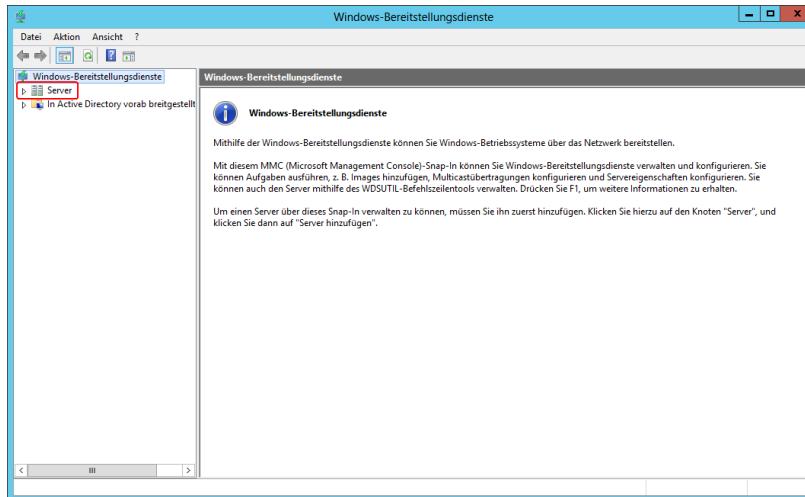 Windows-Bereitstellungsdienste
Datei Aktion Ansicht ?
Windows-Bereitstellungsdienste
Server
In Active Directory vorab breitgestellt
Windows-Bereitstellungsdienste
Windows-Bereitstellungsdienste
Mithilfe der Windows-Bereitstellungsdienste können Sie Windows-Betriebssysteme über das Netzwerk bereitstellen.
Mit diesem MMC (Microsoft Management Console)-Snap-In können Sie Windows-Bereitstellungsdienste verwalten und konfigurieren. Sie
können Aufgaben ausführen, z. B. Images hinzufügen, Multicastübertragungen konfigurieren und Servereigenschaften konfigurieren. Sie
können auch den Server mithilfe des WDSUTIL-Befehlszeilentools verwalten. Drücken Sie F1, um weitere Informationen zu erhalten.
Um einen Server über dieses Snap-In verwalten zu können, müssen Sie ihn zuerst hinzufügen. Klicken Sie hierzu auf den Knoten "Server", und
klicken Sie dann auf "Server hinzufügen".